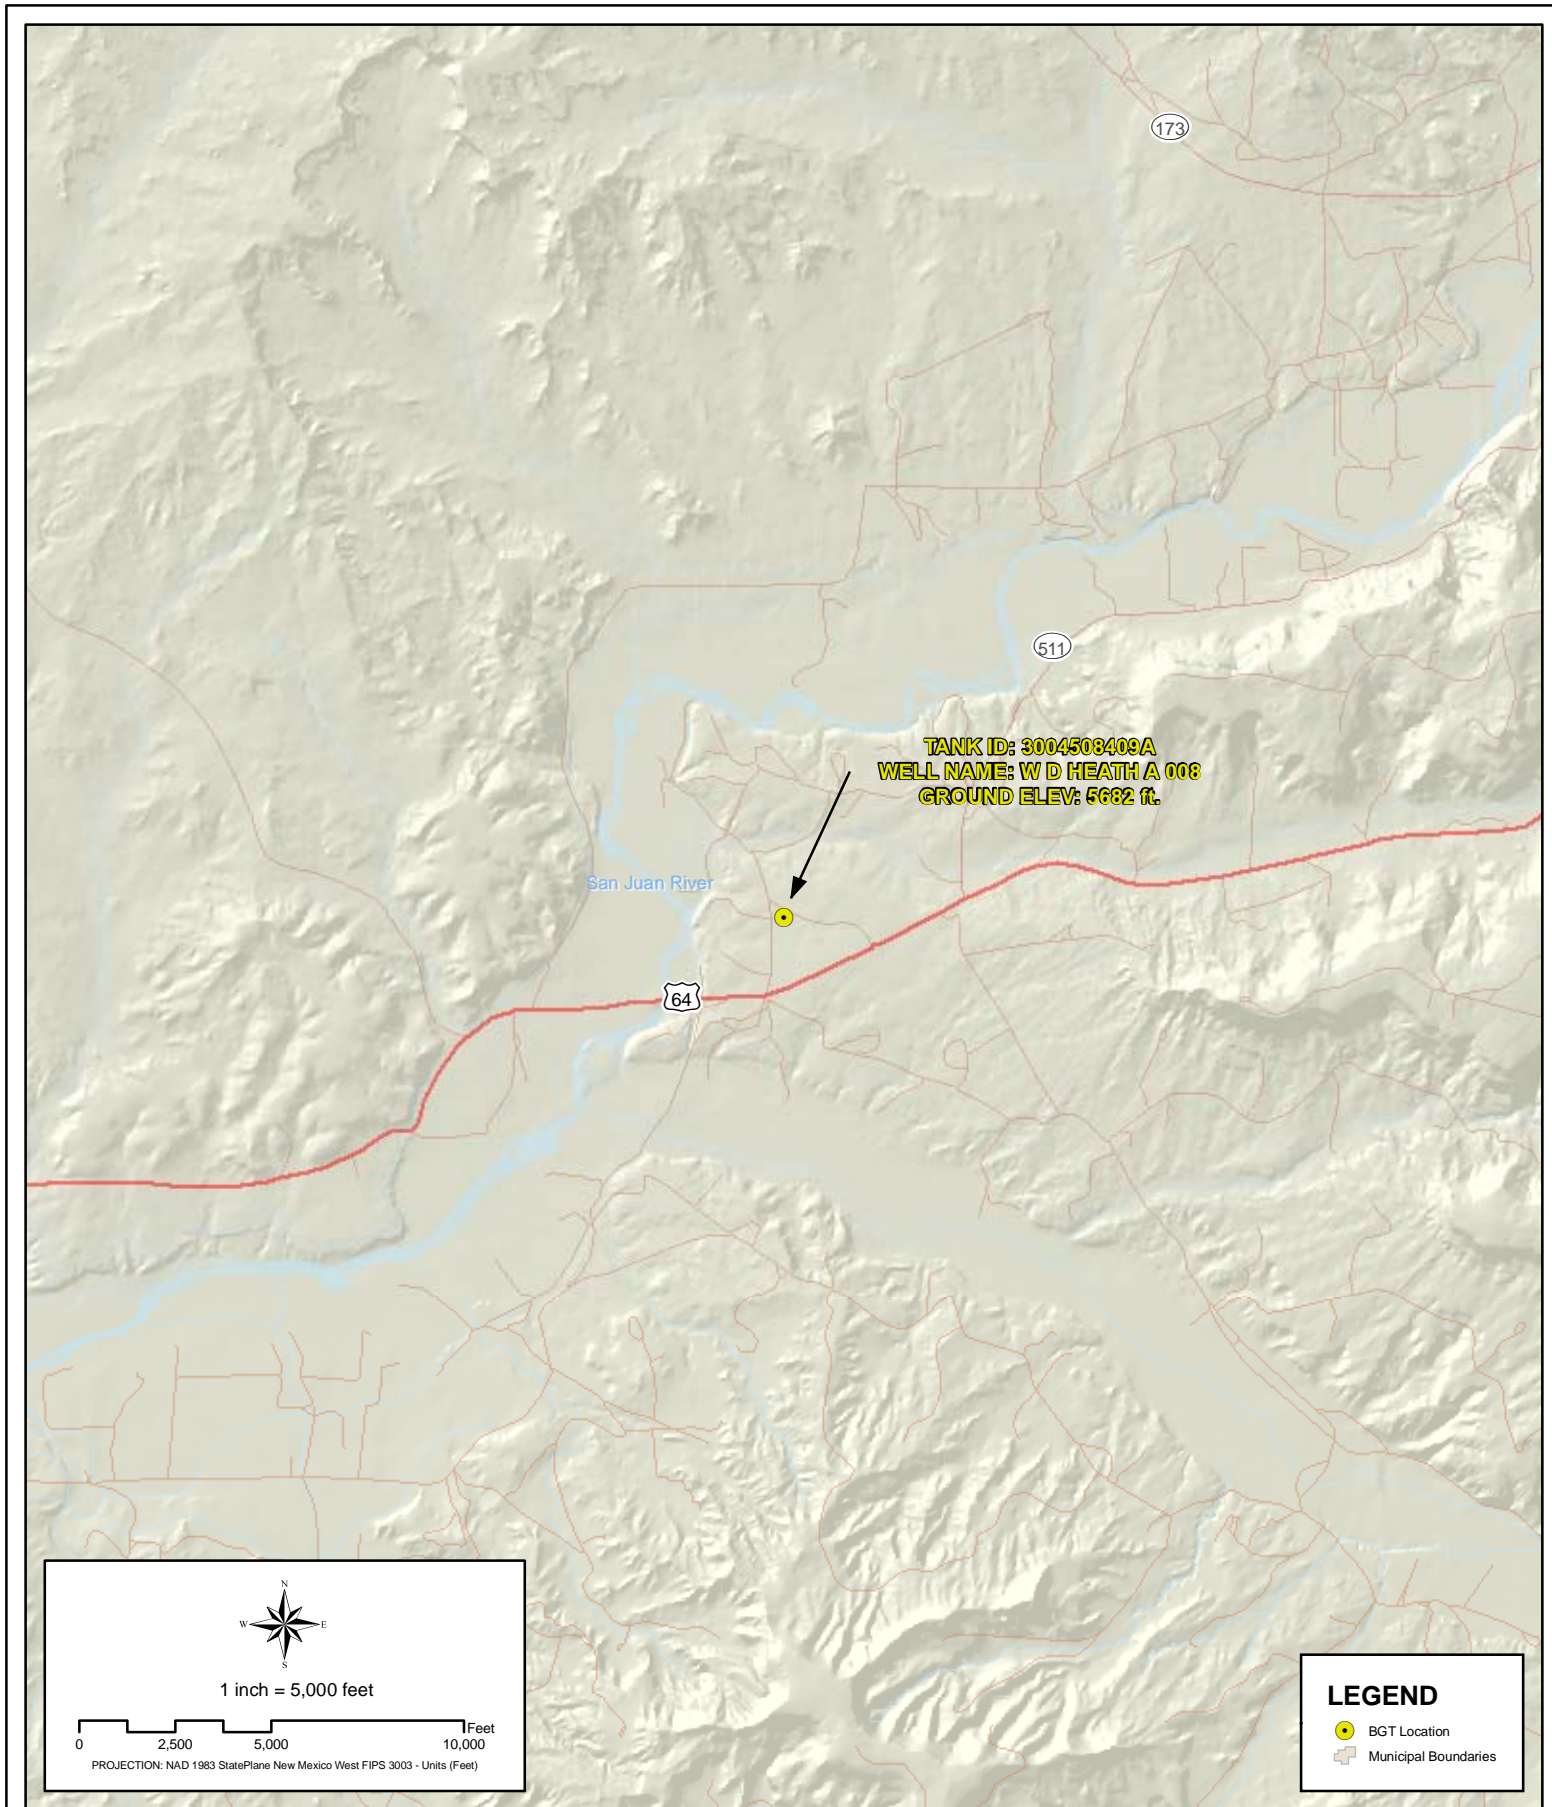 173
511
TANK ID: 3004508409A
WELL NAME: W D HEATH A 008
GROUND ELEV: 5682 ft.
San Juan River
64
N
W
E
S
1 inch = 5,000 feet
Feet
0
2,500
5,000
10,000
PROJECTION: NAD 1983 StatePlane New Mexico West FIPS 3003 - Units (Feet)
LEGEND
BGT Location
Municipal Boundaries